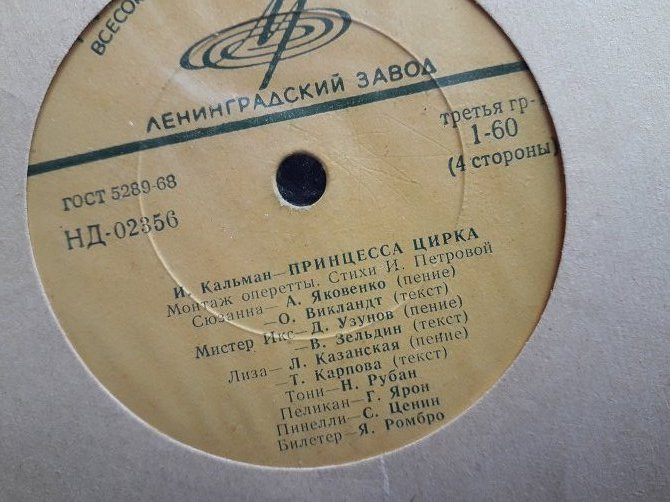 ВСЕСО
ЛЕНИНГРАДСКИЙ ЗАВОД
третья гр-
1-60
(4 стороны)
ГОСТ 5289-68
НД-02356
И. Кальман—ПРИНЦЕССА ЦИРКА
Монтаж оперетты. Стихи И. Петровой
Сюзанна—А. Яковенко (пение)
—О. Викландт (текст)
Мистер Икс—Д. Узунов (пение)
—В. Зельдин (текст)
Лиза—Л. Казанская (пение)
—Т. Карпова (текст)
Тони—Н. Рубан
Пеликан—Г. Ярон
Пинелли—С. Ценин
Билетер—Я. Ромбро